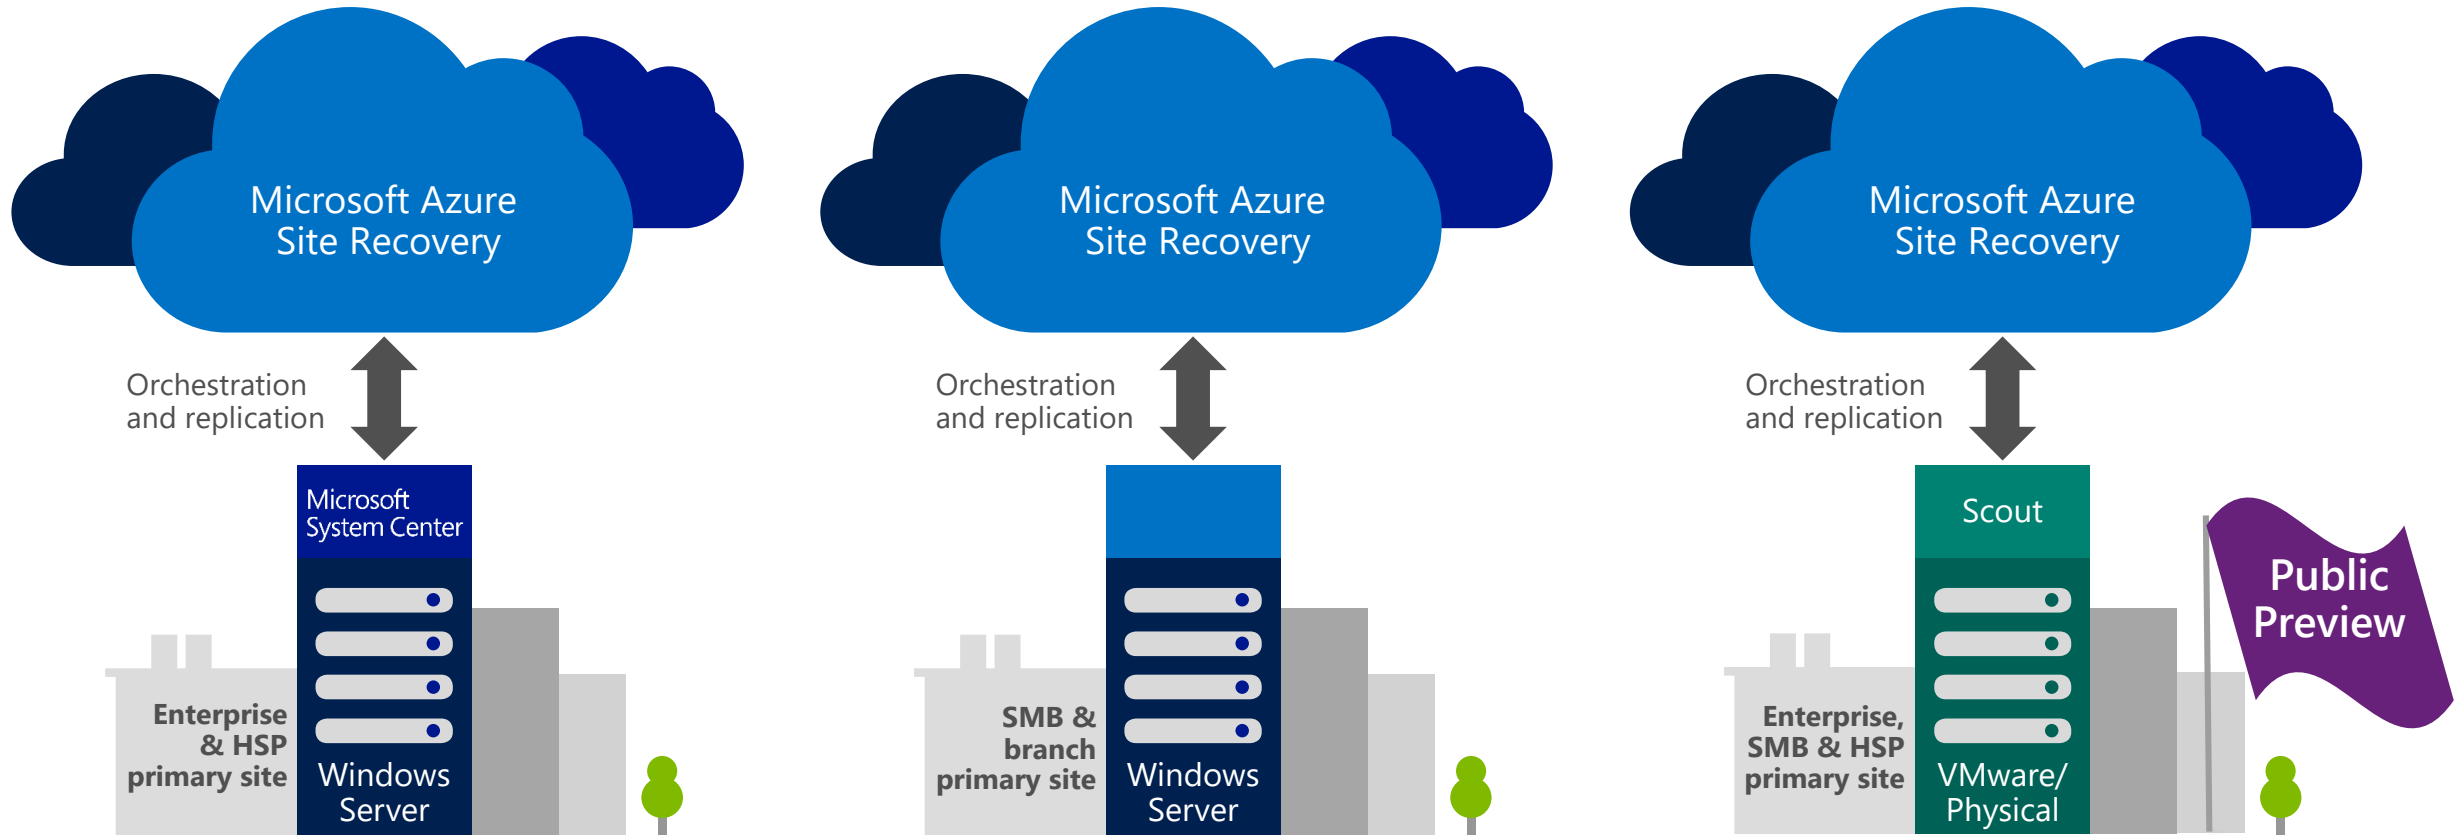 Microsoft Azure
Site Recovery
Orchestration
and replication
Microsoft
System Center
Enterprise
& HSP
primary site
Windows
Server
Microsoft Azure
Site Recovery
Orchestration
and replication
SMB &
branch
primary site
Windows
Server
Microsoft Azure
Site Recovery
Orchestration
and replication
Scout
Public
Preview
Enterprise,
SMB & HSP
primary site
VMware/
Physical